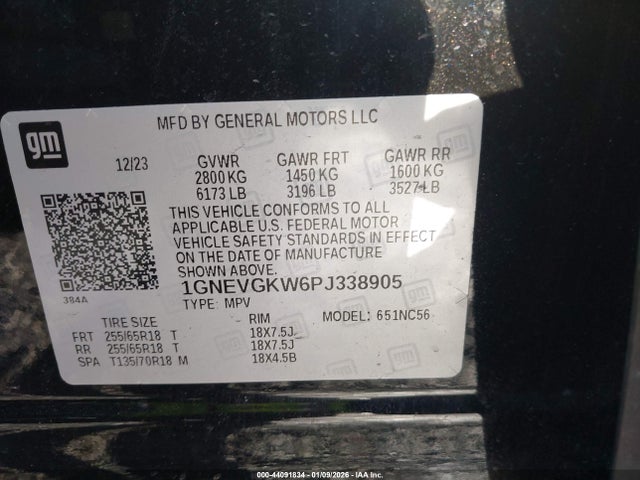 MFD BY GENERAL MOTORS LLC
gm
12/23 GVWR GAWR FRT GAWR RR
2800 KG 1450 KG 1600 KG
6173 LB 3196 LB 3527 LB
THIS VEHICLE CONFORMS TO ALL
APPLICABLE U.S. FEDERAL MOTOR
VEHICLE SAFETY STANDARDS IN EFFECT
ON THE DATE OF MANUFACTURE
SHOWN ABOVE.
384A
1GNEVGKW6PJ338905
TYPE: MPV
TIRE SIZE RIM MODEL: 651NC56
FRT 255/65R18 T 18X7.5J
RR 255/65R18 T 18X7.5J
SPA T135/70R18 M 18X4.5B
000-44091834 - 01/09/2026 - IAA Inc.